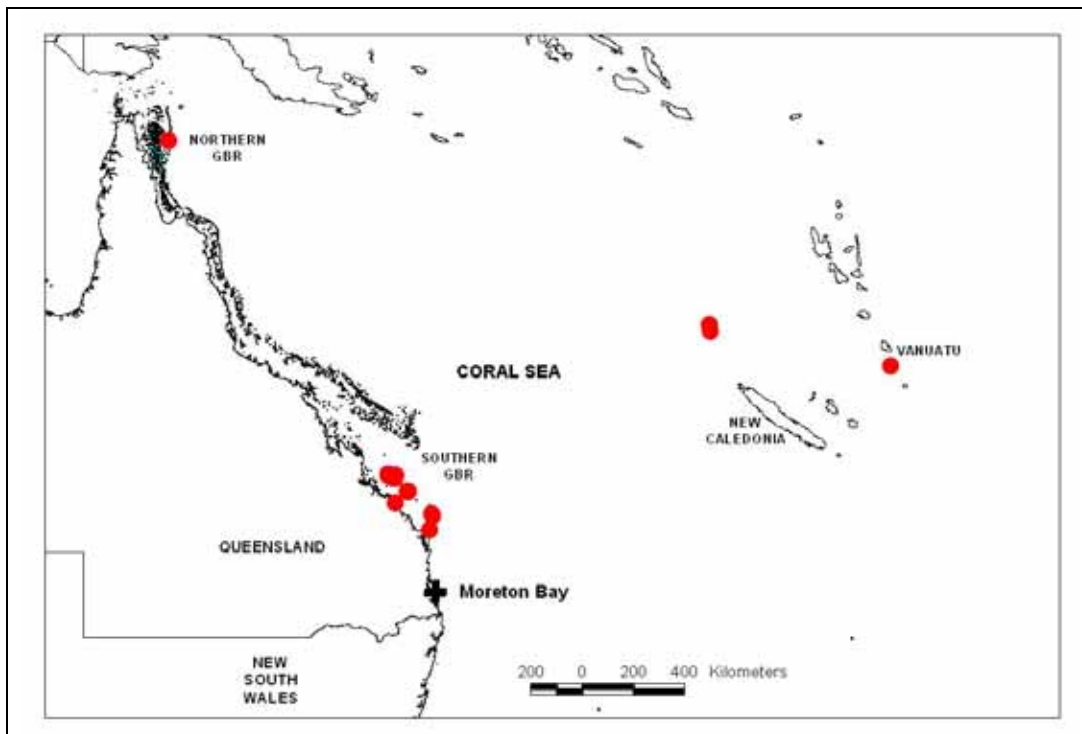 NORTHERN
GBR
CORAL SEA
VANUATU
NEW
CALEDONIA
SOUTHERN
GBR
QUEENSLAND
Moreton Bay
NEW
SOUTH
WALES
200 0 200 400 Kilometers